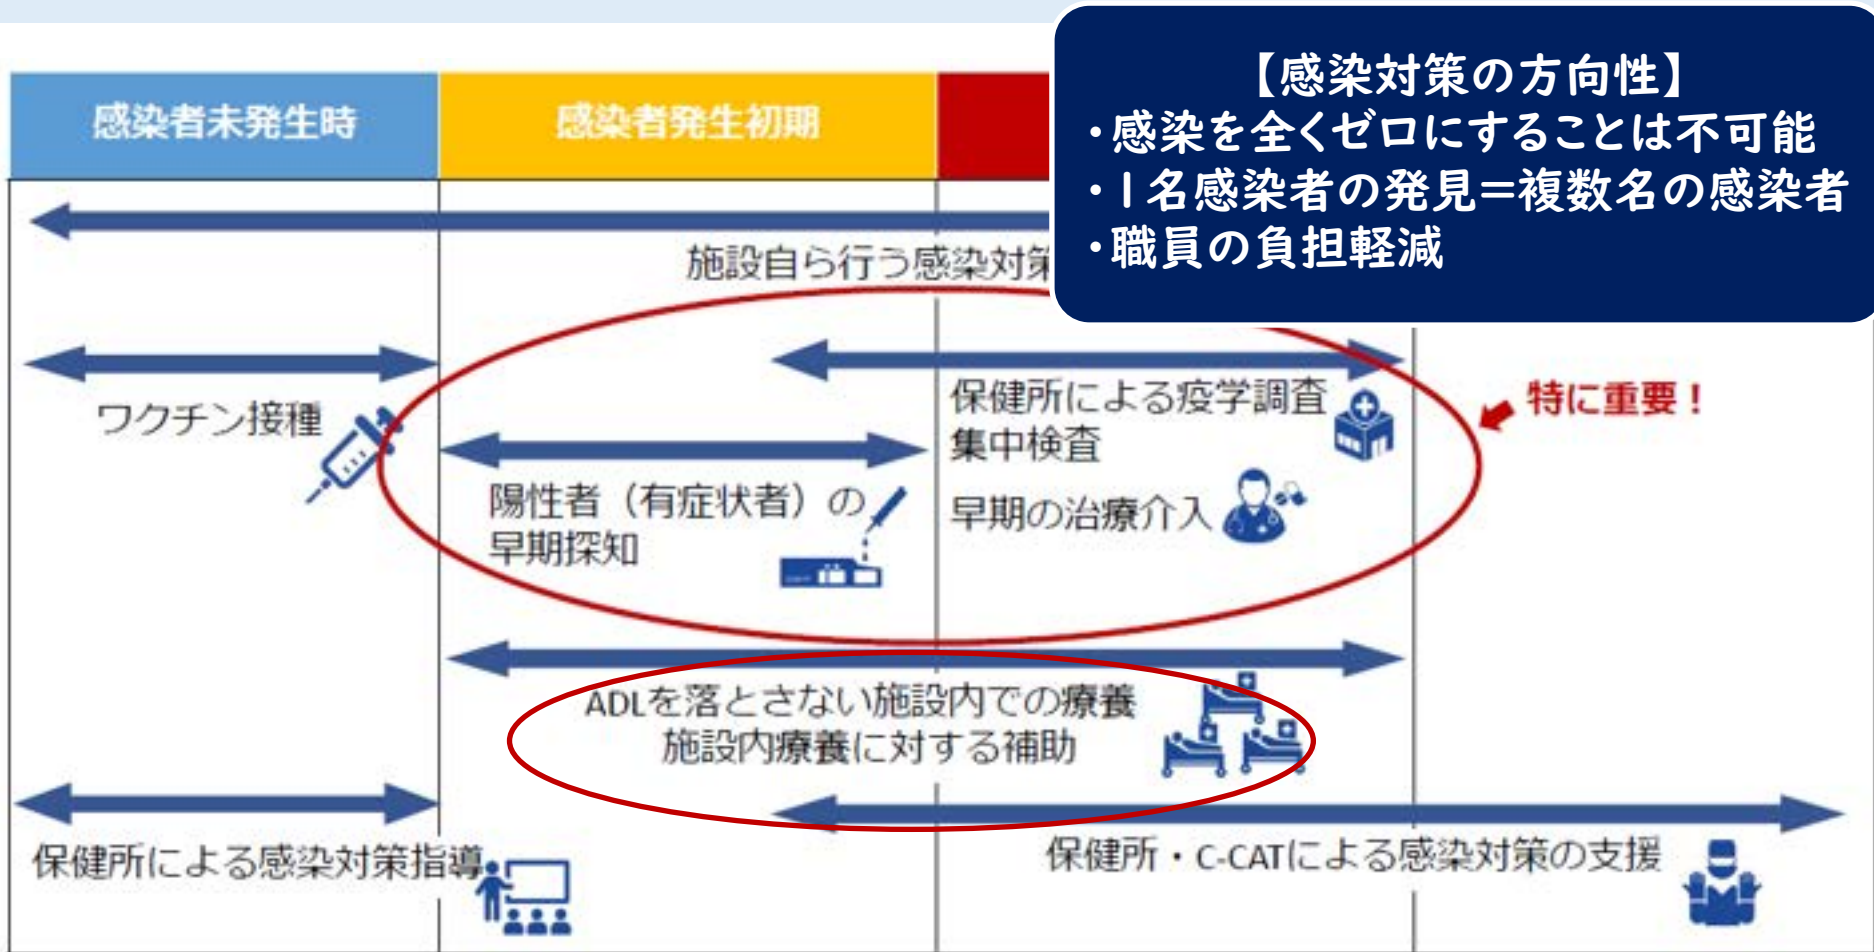 【感染対策の方向性】
・感染を全くゼロにすることは不可能
・1名感染者の発見=複数名の感染者
・職員の負担軽減
感染者未発生時
感染者発生初期
施設自ら行う感染対策
ワクチン接種
保健所による疫学調査
集中検査
早期の治療介入
特に重要!
陽性者(有症状者)の
早期探知
ADLを落とさない施設内での療養
施設内療養に対する補助
保健所による感染対策指導
保健所・C-CATによる感染対策の支援